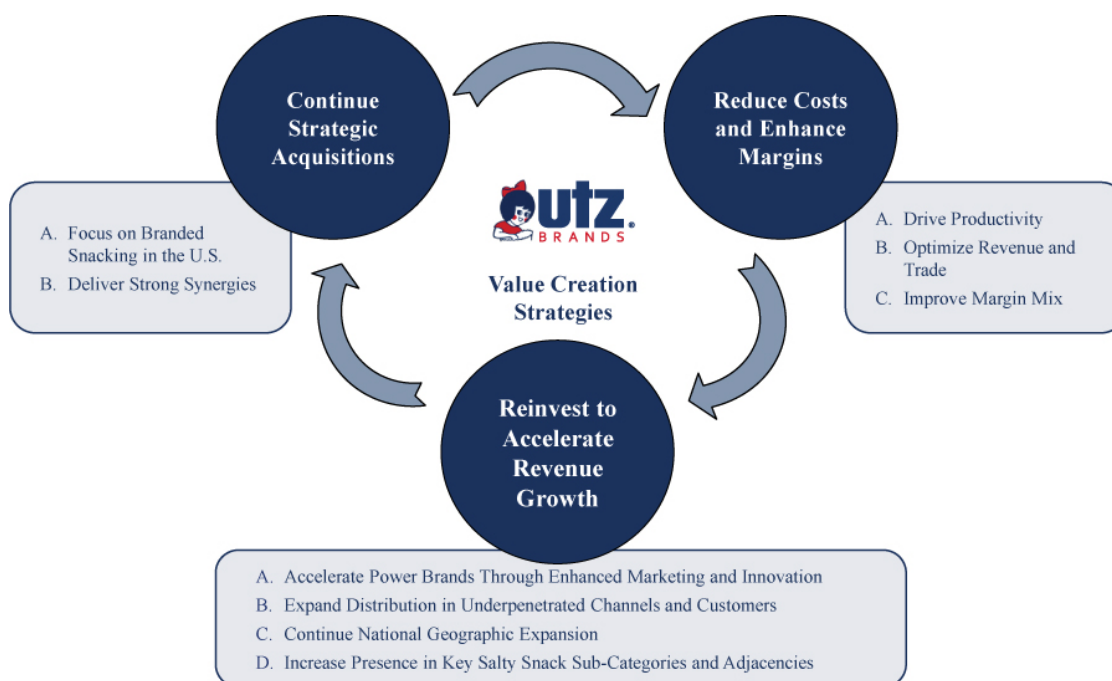 Continue
Strategic
Acquisitions
A. Focus on Branded
Snacking in the U.S.
B. Deliver Strong Synergies
Reduce Costs
and Enhance
Margins
A. Drive Productivity
B. Optimize Revenue and
Trade
C. Improve Margin Mix
utz®
BRANDS
Value Creation
Strategies
Reinvest to
Accelerate
Revenue
Growth
A. Accelerate Power Brands Through Enhanced Marketing and Innovation
B. Expand Distribution in Underpenetrated Channels and Customers
C. Continue National Geographic Expansion
D. Increase Presence in Key Salty Snack Sub-Categories and Adjacencies